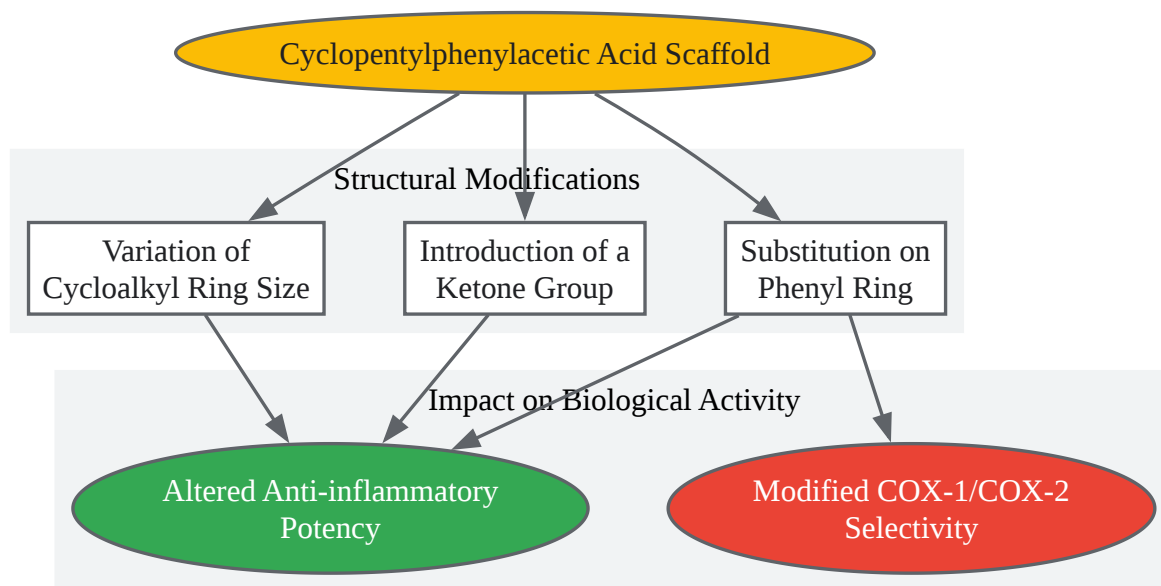 Cyclopentylphenylacetic Acid Scaffold
Structural Modifications
Variation of
Cycloalkyl Ring Size
Introduction of a
Ketone Group
Substitution on
Phenyl Ring
Impact on Biological Activity
Altered Anti-inflammatory
Potency
Modified COX-1/COX-2
Selectivity